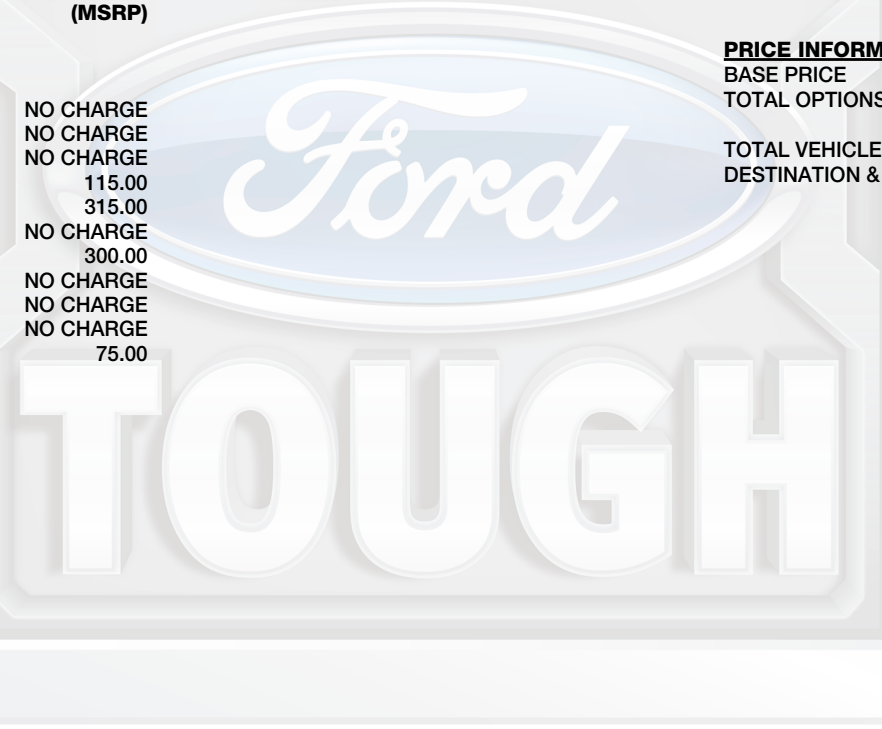 (MSRP)
NO CHARGE
NO CHARGE
NO CHARGE
115.00
315.00
NO CHARGE
300.00
NO CHARGE
NO CHARGE
NO CHARGE
75.00
PRICE INFORM
BASE PRICE
TOTAL OPTIONS
TOTAL VEHICLE
DESTINATION &
Ford
TOUGH